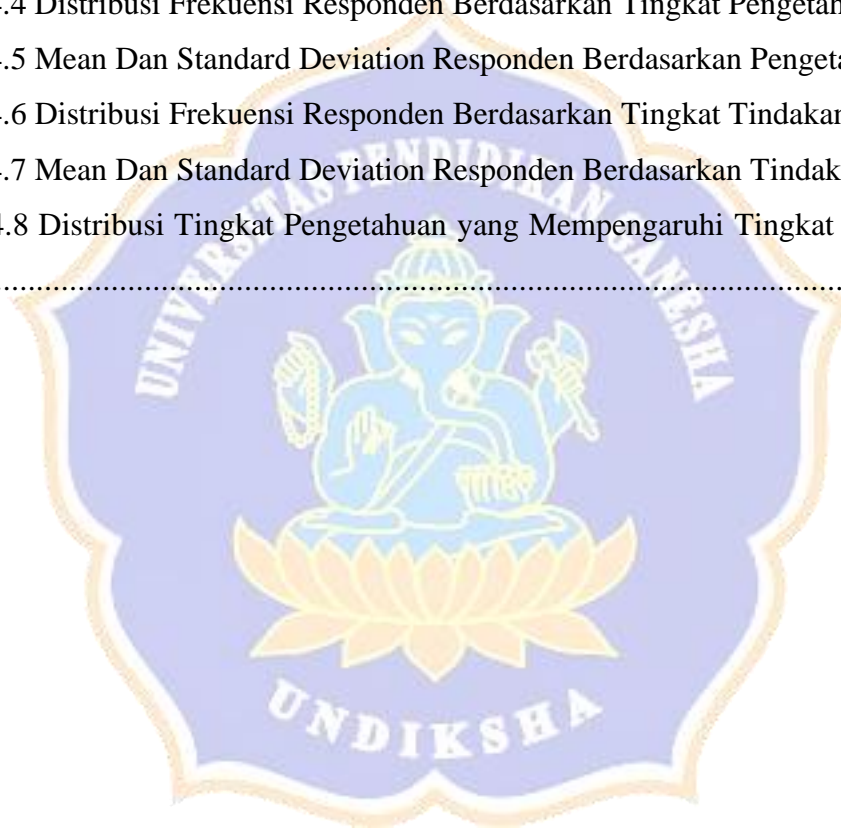 .4 Distribusi Frekuensi Responden Berdasarkan Tingkat Pengetah
.5 Mean Dan Standard Deviation Responden Berdasarkan Penget
.6 Distribusi Frekuensi Responden Berdasarkan Tingkat Tindakan
.7 Mean Dan Standard Deviation Responden Berdasarkan Tindak
4.8 Distribusi Tingkat Pengetahuan yang Mempengaruhi Tingkat
..........................................................................................
UNIVERSITAS PENDIDIKAN GANESHA
UNDIKSHA